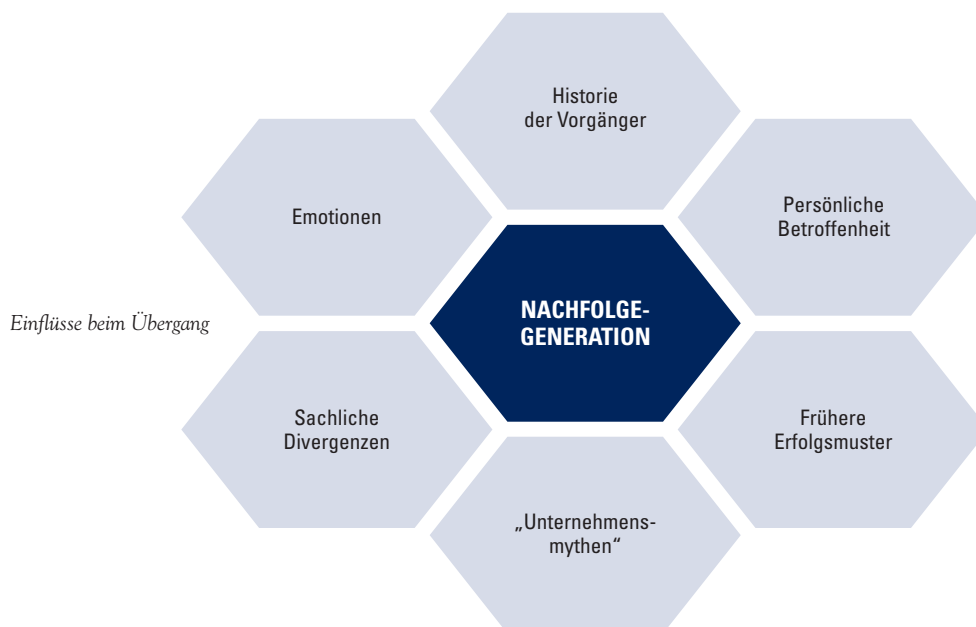 Historie
der Vorgänger
Emotionen
Persönliche
Betroffenheit
NACHFOLGE-
GENERATION
Einflüsse beim Übergang
Sachliche
Divergenzen
Frühere
Erfolgsmuster
„Unternehmens-
mythen“